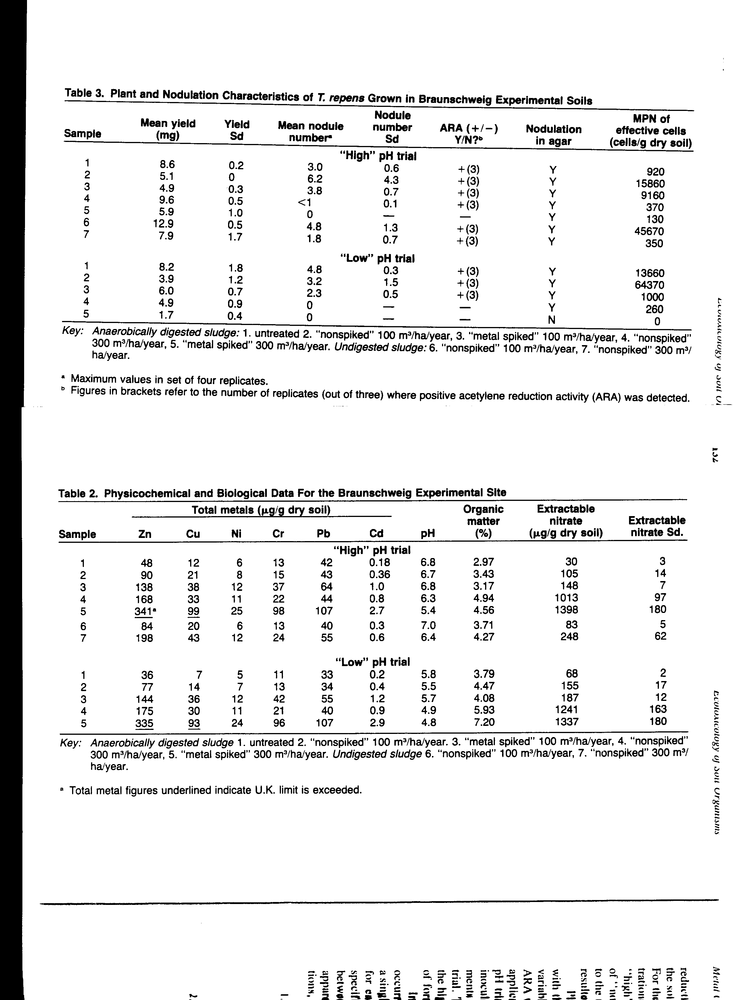 Table 3. Plant and Nodulation Characteristics of T. repens Grown in Braunschweig Experimental Soils
Sample Mean yield (mg) Yield Sd Mean nodule numberᵃ Nodule number Sd ARA (+/−) Y/N?ᵇ Nodulation in agar MPN of effective cells (cells/g dry soil)
“High” pH trial
1 8.6 0.2 3.0 0.6 +(3) Y 920
2 5.1 0 6.2 4.3 +(3) Y 15860
3 4.9 0.3 3.8 0.7 +(3) Y 9160
4 9.6 0.5 <1 0.1 +(3) Y 370
5 5.9 1.0 0 — — Y 130
6 12.9 0.5 4.8 1.3 +(3) Y 45670
7 7.9 1.7 1.8 0.7 +(3) Y 350
“Low” pH trial
1 8.2 1.8 4.8 0.3 +(3) Y 13660
2 3.9 1.2 3.2 1.5 +(3) Y 64370
3 6.0 0.7 2.3 0.5 +(3) Y 1000
4 4.9 0.9 0 — — Y 260
5 1.7 0.4 0 — — N 0
Key: Anaerobically digested sludge: 1. untreated 2. “nonspiked” 100 m³/ha/year, 3. “metal spiked” 100 m³/ha/year, 4. “nonspiked”
300 m³/ha/year, 5. “metal spiked” 300 m³/ha/year. Undigested sludge: 6. “nonspiked” 100 m³/ha/year, 7. “nonspiked” 300 m³/
ha/year.
ᵃ Maximum values in set of four replicates.
ᵇ Figures in brackets refer to the number of replicates (out of three) where positive acetylene reduction activity (ARA) was detected.
132
Table 2. Physicochemical and Biological Data For the Braunschweig Experimental Site
Total metals (µg/g dry soil)
Sample Zn Cu Ni Cr Pb Cd pH Organic matter (%) Extractable nitrate (µg/g dry soil) Extractable nitrate Sd.
“High” pH trial
1 48 12 6 13 42 0.18 6.8 2.97 30 3
2 90 21 8 15 43 0.36 6.7 3.43 105 14
3 138 38 12 37 64 1.0 6.8 3.17 148 7
4 168 33 11 22 44 0.8 6.3 4.94 1013 97
5 341ᵃ 99 25 98 107 2.7 5.4 4.56 1398 180
6 84 20 6 13 40 0.3 7.0 3.71 83 5
7 198 43 12 24 55 0.6 6.4 4.27 248 62
“Low” pH trial
1 36 7 5 11 33 0.2 5.8 3.79 68 2
2 77 14 7 13 34 0.4 5.5 4.47 155 17
3 144 36 12 42 55 1.2 5.7 4.08 187 12
4 175 30 11 21 40 0.9 4.9 5.93 1241 163
5 335 93 24 96 107 2.9 4.8 7.20 1337 180
Key: Anaerobically digested sludge 1. untreated 2. “nonspiked” 100 m³/ha/year. 3. “metal spiked” 100 m³/ha/year, 4. “nonspiked”
300 m³/ha/year, 5. “metal spiked” 300 m³/ha/year. Undigested sludge 6. “nonspiked” 100 m³/ha/year, 7. “nonspiked” 300 m³/
ha/year.
ᵃ Total metal figures underlined indicate U.K. limit is exceeded.
Ecotoxicology of Soil Organisms
Metal
the
For the
“high”
of
to the
with
ARA
the
of
a
for
tions,
1.
2.